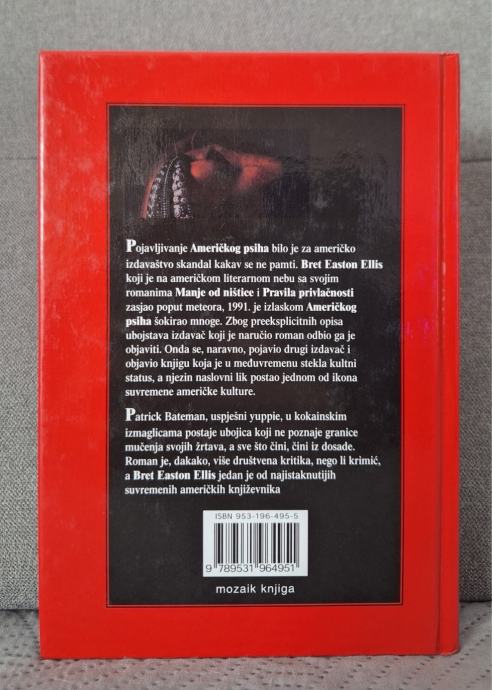 Pojavljivanje Američkog psiha bilo je za američko
izdavaštvo skandal kakav se ne pamti. Bret Easton Ellis
koji je na američkom literarnom nebu sa svojim
romanima Manje od ništice i Pravila privlačnosti
zasjao poput meteora, 1991. je izlaskom Američkog
psiha šokirao mnoge. Zbog preeksplicitnih opisa
ubojstava izdavač koji je naručio roman odbio ga je
objaviti. Onda se, naravno, pojavio drugi izdavač i
objavio knjigu koja je u međuvremenu stekla kultni
status, a njezin naslovni lik postao jednom od ikona
suvremene američke kulture.
Patrick Bateman, uspješni yuppie, u kokainskim
izmaglicama postaje ubojica koji ne poznaje granice
mučenja svojih žrtava, a sve što čini, čini iz dosade.
Roman je, dakako, više društvena kritika, nego li krimić,
a Bret Easton Ellis jedan je od najistaknutijih
suvremenih američkih književnika
ISBN 953-196-495-5
9 789531 964951
mozaik knjiga